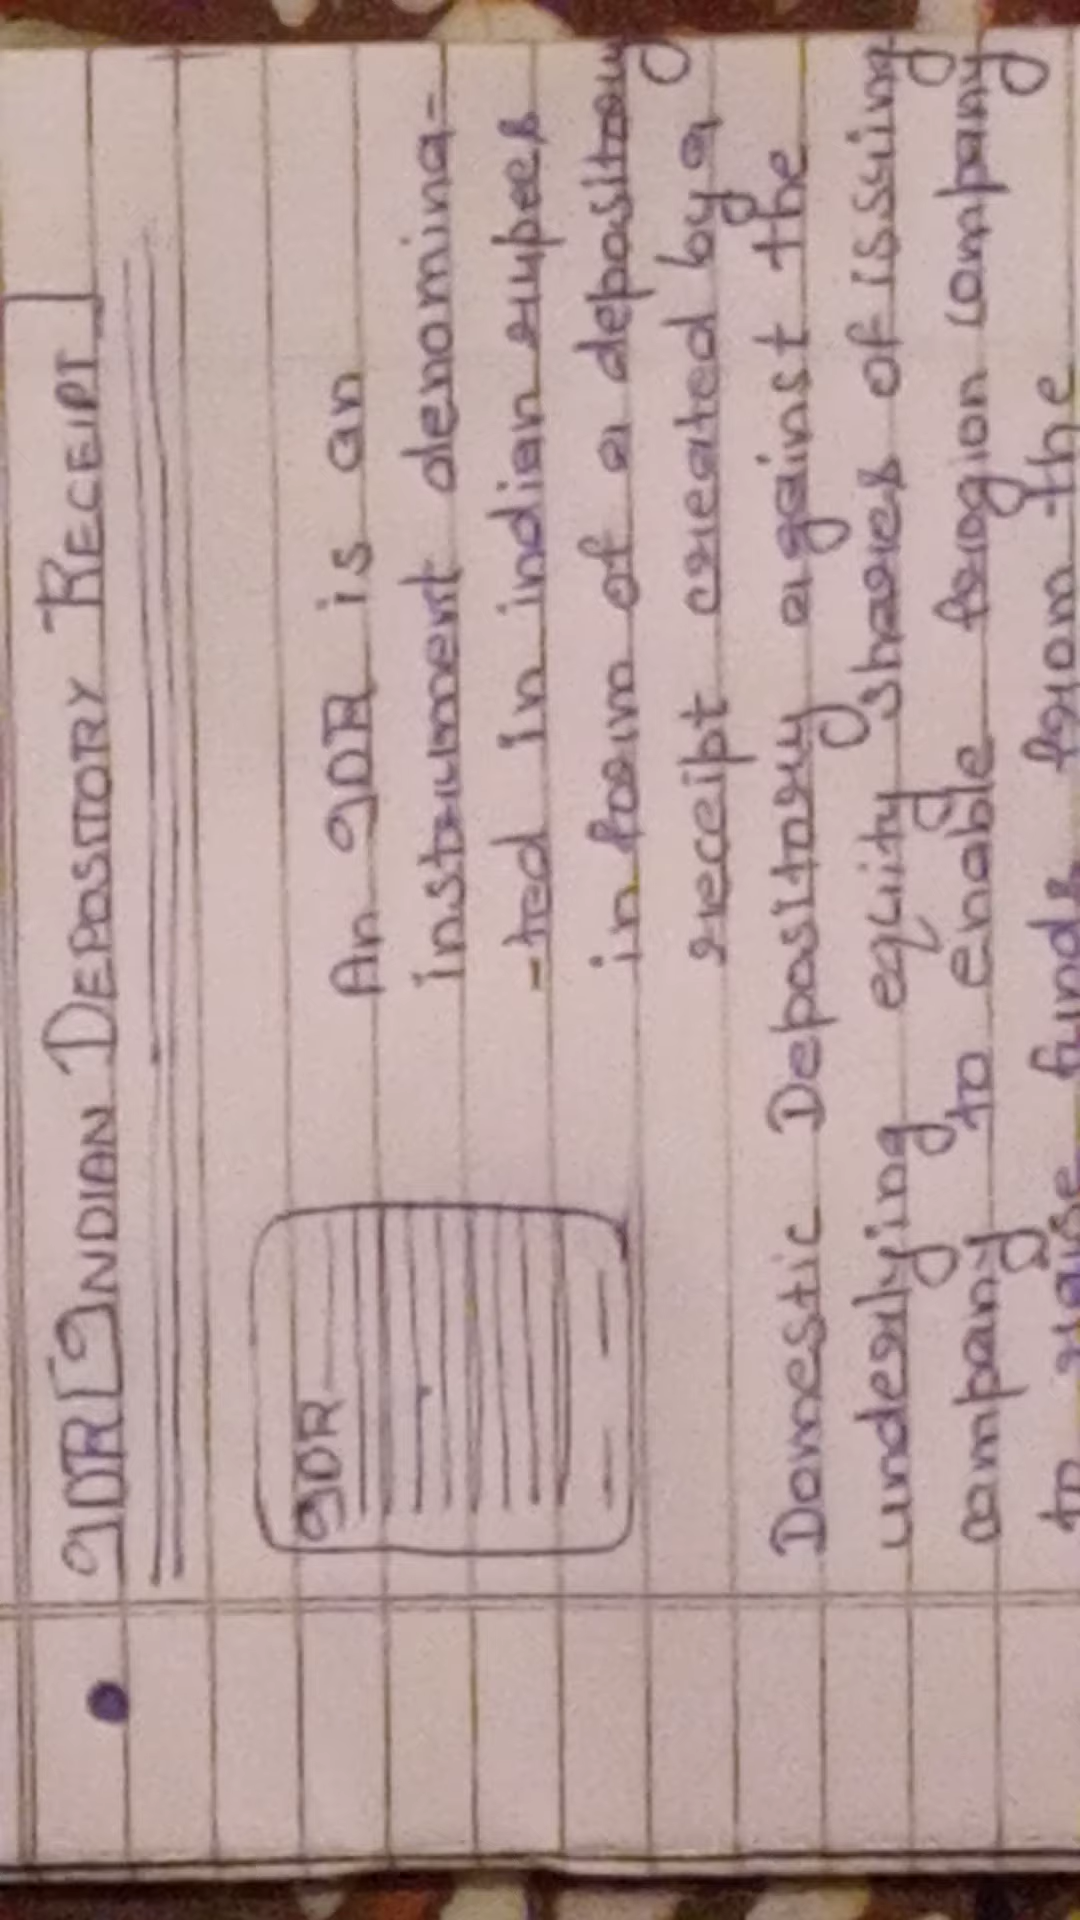 IDR [INDIAN DEPOSITORY RECEIPT]
IDR
An IDR is an
instrument denomina-
-ted in indian rupees
in form of a depository
receipt created by a
Domestic Depository against the
underlying equity shares of issuing
company to enable forogion company
to raise funds from the